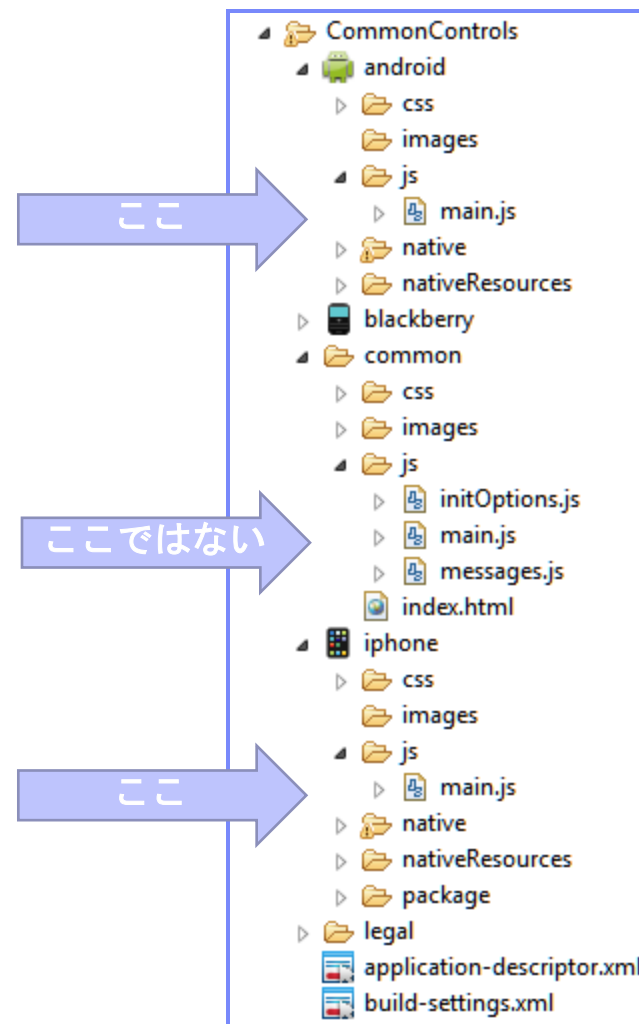 CommonControls
android
css
images
js
ここ
main.js
native
nativeResources
blackberry
common
css
images
js
initOptions.js
ここではない
main.js
messages.js
index.html
iphone
css
images
js
ここ
main.js
native
nativeResources
package
legal
application-descriptor.xml
build-settings.xml